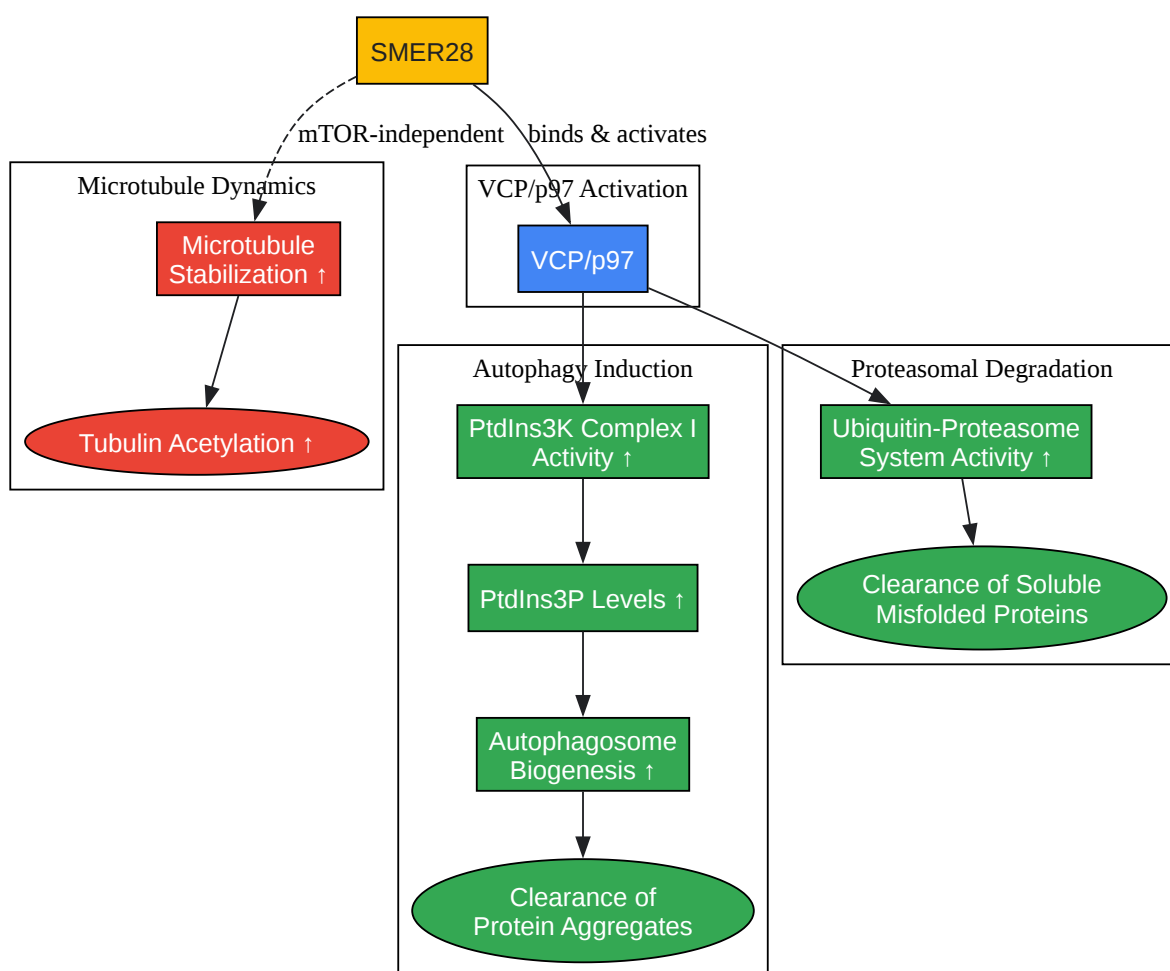 SMER28
mTOR-independent
binds & activates
Microtubule Dynamics
VCP/p97 Activation
Microtubule
Stabilization ↑
VCP/p97
Autophagy Induction
Proteasomal Degradation
Tubulin Acetylation ↑
PtdIns3K Complex I
Activity ↑
Ubiquitin-Proteasome
System Activity ↑
PtdIns3P Levels ↑
Clearance of Soluble
Misfolded Proteins
Autophagosome
Biogenesis ↑
Clearance of
Protein Aggregates